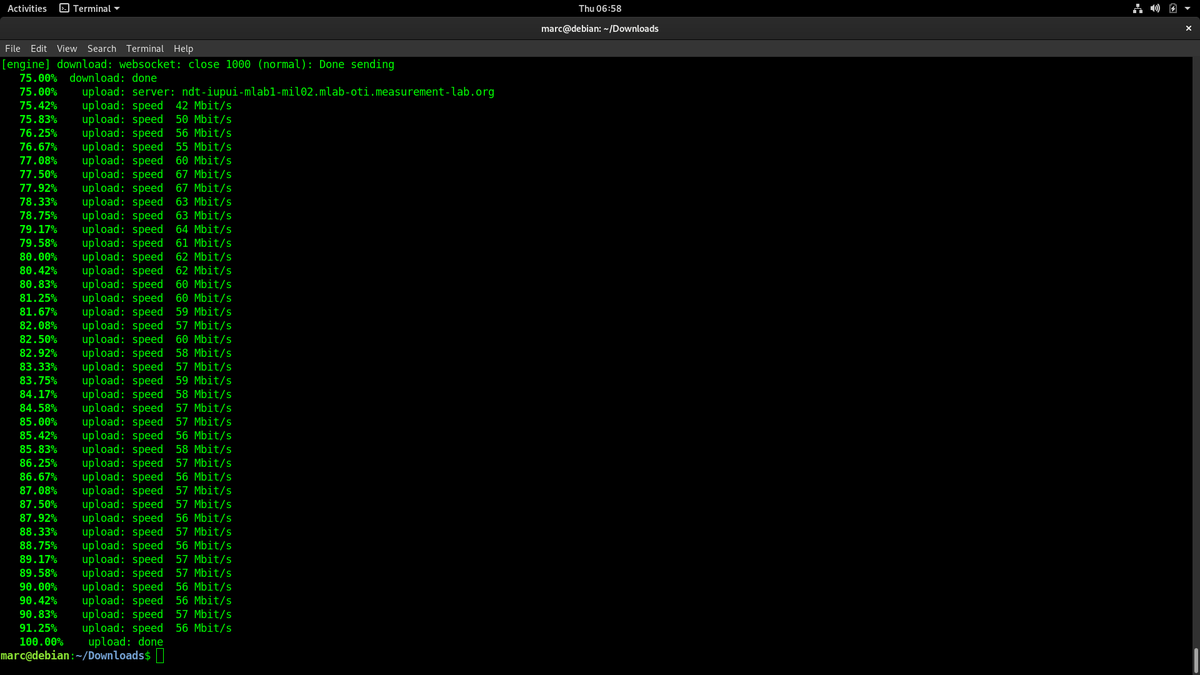 Activities Terminal Thu 06:58
marc@debian: ~/Downloads ×
File Edit View Search Terminal Help
[engine] download: websocket: close 1000 (normal): Done sending
75.00% download: done
75.00% upload: server: ndt-iupui-mlab1-mil02.mlab-oti.measurement-lab.org
75.42% upload: speed 42 Mbit/s
75.83% upload: speed 50 Mbit/s
76.25% upload: speed 56 Mbit/s
76.67% upload: speed 55 Mbit/s
77.08% upload: speed 60 Mbit/s
77.50% upload: speed 67 Mbit/s
77.92% upload: speed 67 Mbit/s
78.33% upload: speed 63 Mbit/s
78.75% upload: speed 63 Mbit/s
79.17% upload: speed 64 Mbit/s
79.58% upload: speed 61 Mbit/s
80.00% upload: speed 62 Mbit/s
80.42% upload: speed 62 Mbit/s
80.83% upload: speed 60 Mbit/s
81.25% upload: speed 60 Mbit/s
81.67% upload: speed 59 Mbit/s
82.08% upload: speed 57 Mbit/s
82.50% upload: speed 60 Mbit/s
82.92% upload: speed 58 Mbit/s
83.33% upload: speed 57 Mbit/s
83.75% upload: speed 59 Mbit/s
84.17% upload: speed 58 Mbit/s
84.58% upload: speed 57 Mbit/s
85.00% upload: speed 57 Mbit/s
85.42% upload: speed 56 Mbit/s
85.83% upload: speed 58 Mbit/s
86.25% upload: speed 57 Mbit/s
86.67% upload: speed 56 Mbit/s
87.08% upload: speed 57 Mbit/s
87.50% upload: speed 57 Mbit/s
87.92% upload: speed 56 Mbit/s
88.33% upload: speed 57 Mbit/s
88.75% upload: speed 56 Mbit/s
89.17% upload: speed 57 Mbit/s
89.58% upload: speed 57 Mbit/s
90.00% upload: speed 56 Mbit/s
90.42% upload: speed 56 Mbit/s
90.83% upload: speed 57 Mbit/s
91.25% upload: speed 56 Mbit/s
100.00% upload: done
marc@debian:~/Downloads$